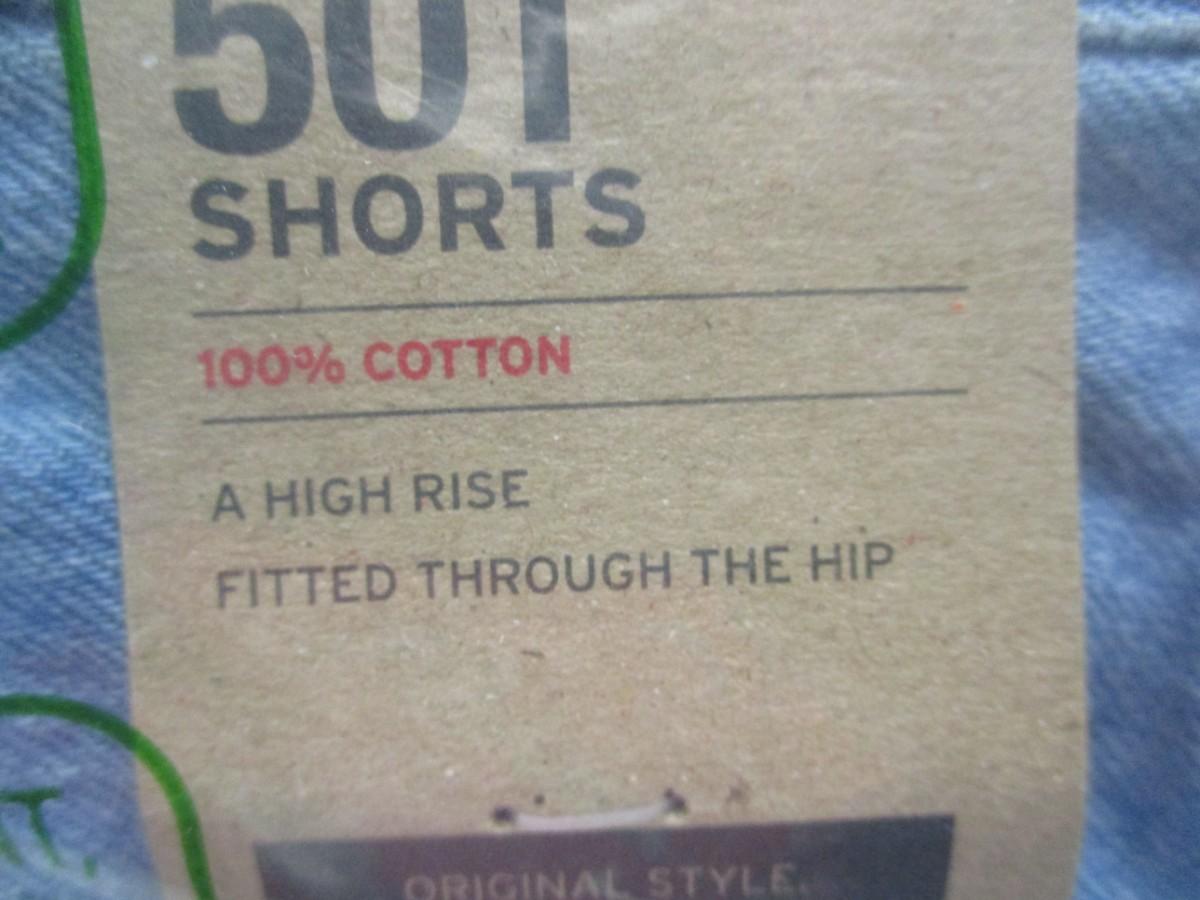 501
SHORTS
100% COTTON
A HIGH RISE
FITTED THROUGH THE HIP
ORIGINAL STYLE.